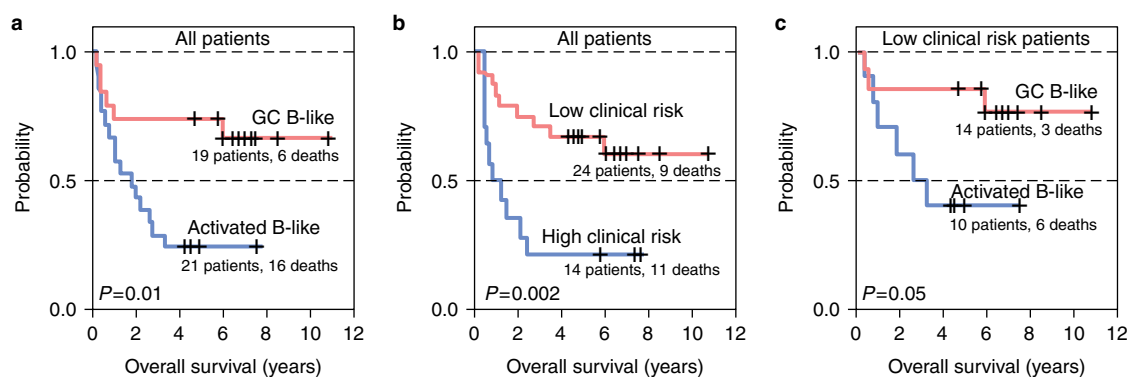 a
All patients
1.0
GC B-like
19 patients, 6 deaths
Probability
0.5
Activated B-like
21 patients, 16 deaths
P=0.01
0.0
0 2 4 6 8 10 12
Overall survival (years)
b
All patients
1.0
Low clinical risk
24 patients, 9 deaths
Probability
0.5
High clinical risk
14 patients, 11 deaths
P=0.002
0.0
0 2 4 6 8 10 12
Overall survival (years)
c
Low clinical risk patients
1.0
GC B-like
14 patients, 3 deaths
Probability
0.5
Activated B-like
10 patients, 6 deaths
P=0.05
0.0
0 2 4 6 8 10 12
Overall survival (years)